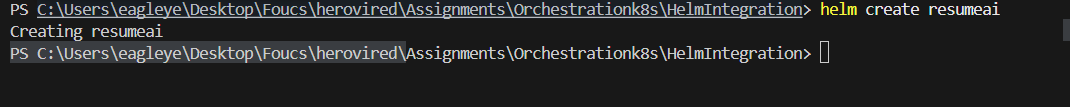 PS C:\Users\eagleye\Desktop\Foucs\herovired\Assignments\Orchestrationk8s\HelmIntegration> helm create resumeai
Creating resumeai
PS C:\Users\eagleye\Desktop\Foucs\herovired\Assignments\Orchestrationk8s\HelmIntegration>